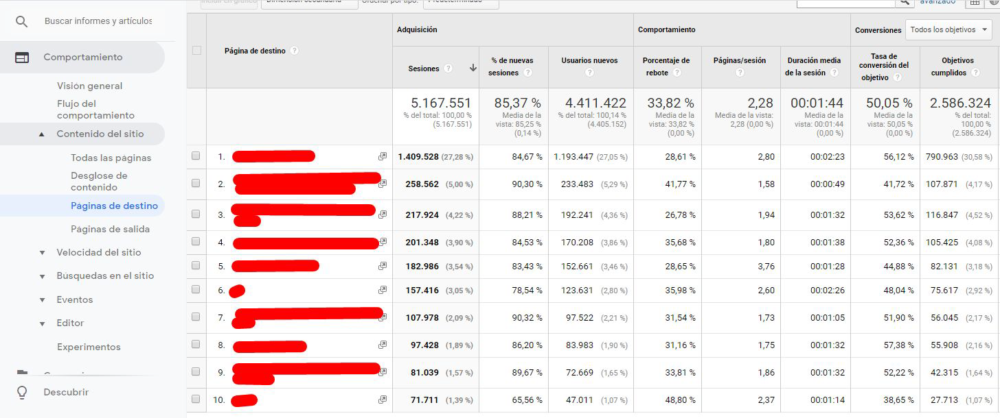 Incluir en gráfico Dimensión secundaria Ordenar por tipo: Predeterminado avanzado
Buscar informes y artículos
Comportamiento
Visión general
Flujo del
comportamiento
Contenido del sitio
Todas las páginas
Desglose de
contenido
Páginas de destino
Páginas de salida
Velocidad del sitio
Búsquedas en el sitio
Eventos
Editor
Experimentos
Descubrir
Adquisición Comportamiento Conversiones Todos los objetivos
Página de destino ?
Sesiones ?
% de nuevas
sesiones ?
Usuarios nuevos
?
Porcentaje de
rebote ?
Páginas/sesión
?
Duración media
de la sesión ?
Tasa de
conversión del
objetivo ?
Objetivos
cumplidos ?
5.167.551
% del total: 100,00 %
(5.167.551)
85,37 %
Media de la
vista: 85,25 %
(0,14 %)
4.411.422
% del total: 100,14 %
(4.405.152)
33,82 %
Media de la
vista: 33,82 %
(0,00 %)
2,28
Media de la vista:
2,28 (0,00 %)
00:01:44
Media de la
vista: 00:01:44
(0,00 %)
50,05 %
Media de la
vista: 50,05 %
(0,00 %)
2.586.324
% del total:
100,00 %
(2.586.324)
1. 1.409.528 (27,28 %) 84,67 % 1.193.447 (27,05 %) 28,61 % 2,80 00:02:23 56,12 % 790.963 (30,58 %)
2. 258.562 (5,00 %) 90,30 % 233.483 (5,29 %) 41,77 % 1,58 00:00:49 41,72 % 107.871 (4,17 %)
3. 217.924 (4,22 %) 88,21 % 192.241 (4,36 %) 26,78 % 1,94 00:01:32 53,62 % 116.847 (4,52 %)
4. 201.348 (3,90 %) 84,53 % 170.208 (3,86 %) 35,68 % 1,80 00:01:38 52,36 % 105.425 (4,08 %)
5. 182.986 (3,54 %) 83,43 % 152.661 (3,46 %) 28,65 % 3,76 00:01:28 44,88 % 82.131 (3,18 %)
6. 157.416 (3,05 %) 78,54 % 123.631 (2,80 %) 35,98 % 2,60 00:02:26 48,04 % 75.617 (2,92 %)
7. 107.978 (2,09 %) 90,32 % 97.522 (2,21 %) 31,54 % 1,73 00:01:05 51,90 % 56.045 (2,17 %)
8. 97.428 (1,89 %) 86,20 % 83.983 (1,90 %) 31,16 % 1,75 00:01:32 57,38 % 55.908 (2,16 %)
9. 81.039 (1,57 %) 89,67 % 72.669 (1,65 %) 33,81 % 1,86 00:01:32 52,22 % 42.315 (1,64 %)
10. 71.711 (1,39 %) 65,56 % 47.011 (1,07 %) 48,80 % 2,37 00:01:14 38,65 % 27.713 (1,07 %)